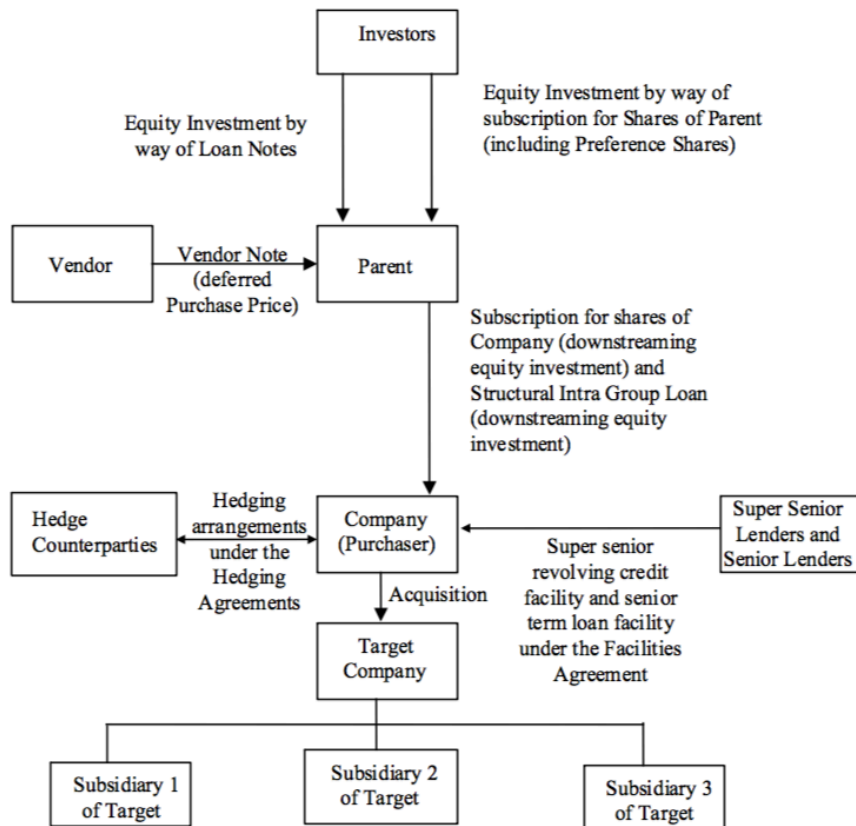 Investors
Equity Investment by
way of Loan Notes
Equity Investment by way of
subscription for Shares of Parent
(including Preference Shares)
Vendor
Vendor Note
(deferred
Purchase Price)
Parent
Subscription for shares of
Company (downstreaming
equity investment) and
Structural Intra Group Loan
(downstreaming equity
investment)
Hedge
Counterparties
Hedging
arrangements
under the
Hedging
Agreements
Company
(Purchaser)
Super Senior
Lenders and
Senior Lenders
Super senior
revolving credit
facility and senior
term loan facility
under the Facilities
Agreement
Acquisition
Target
Company
Subsidiary 1
of Target
Subsidiary 2
of Target
Subsidiary 3
of Target